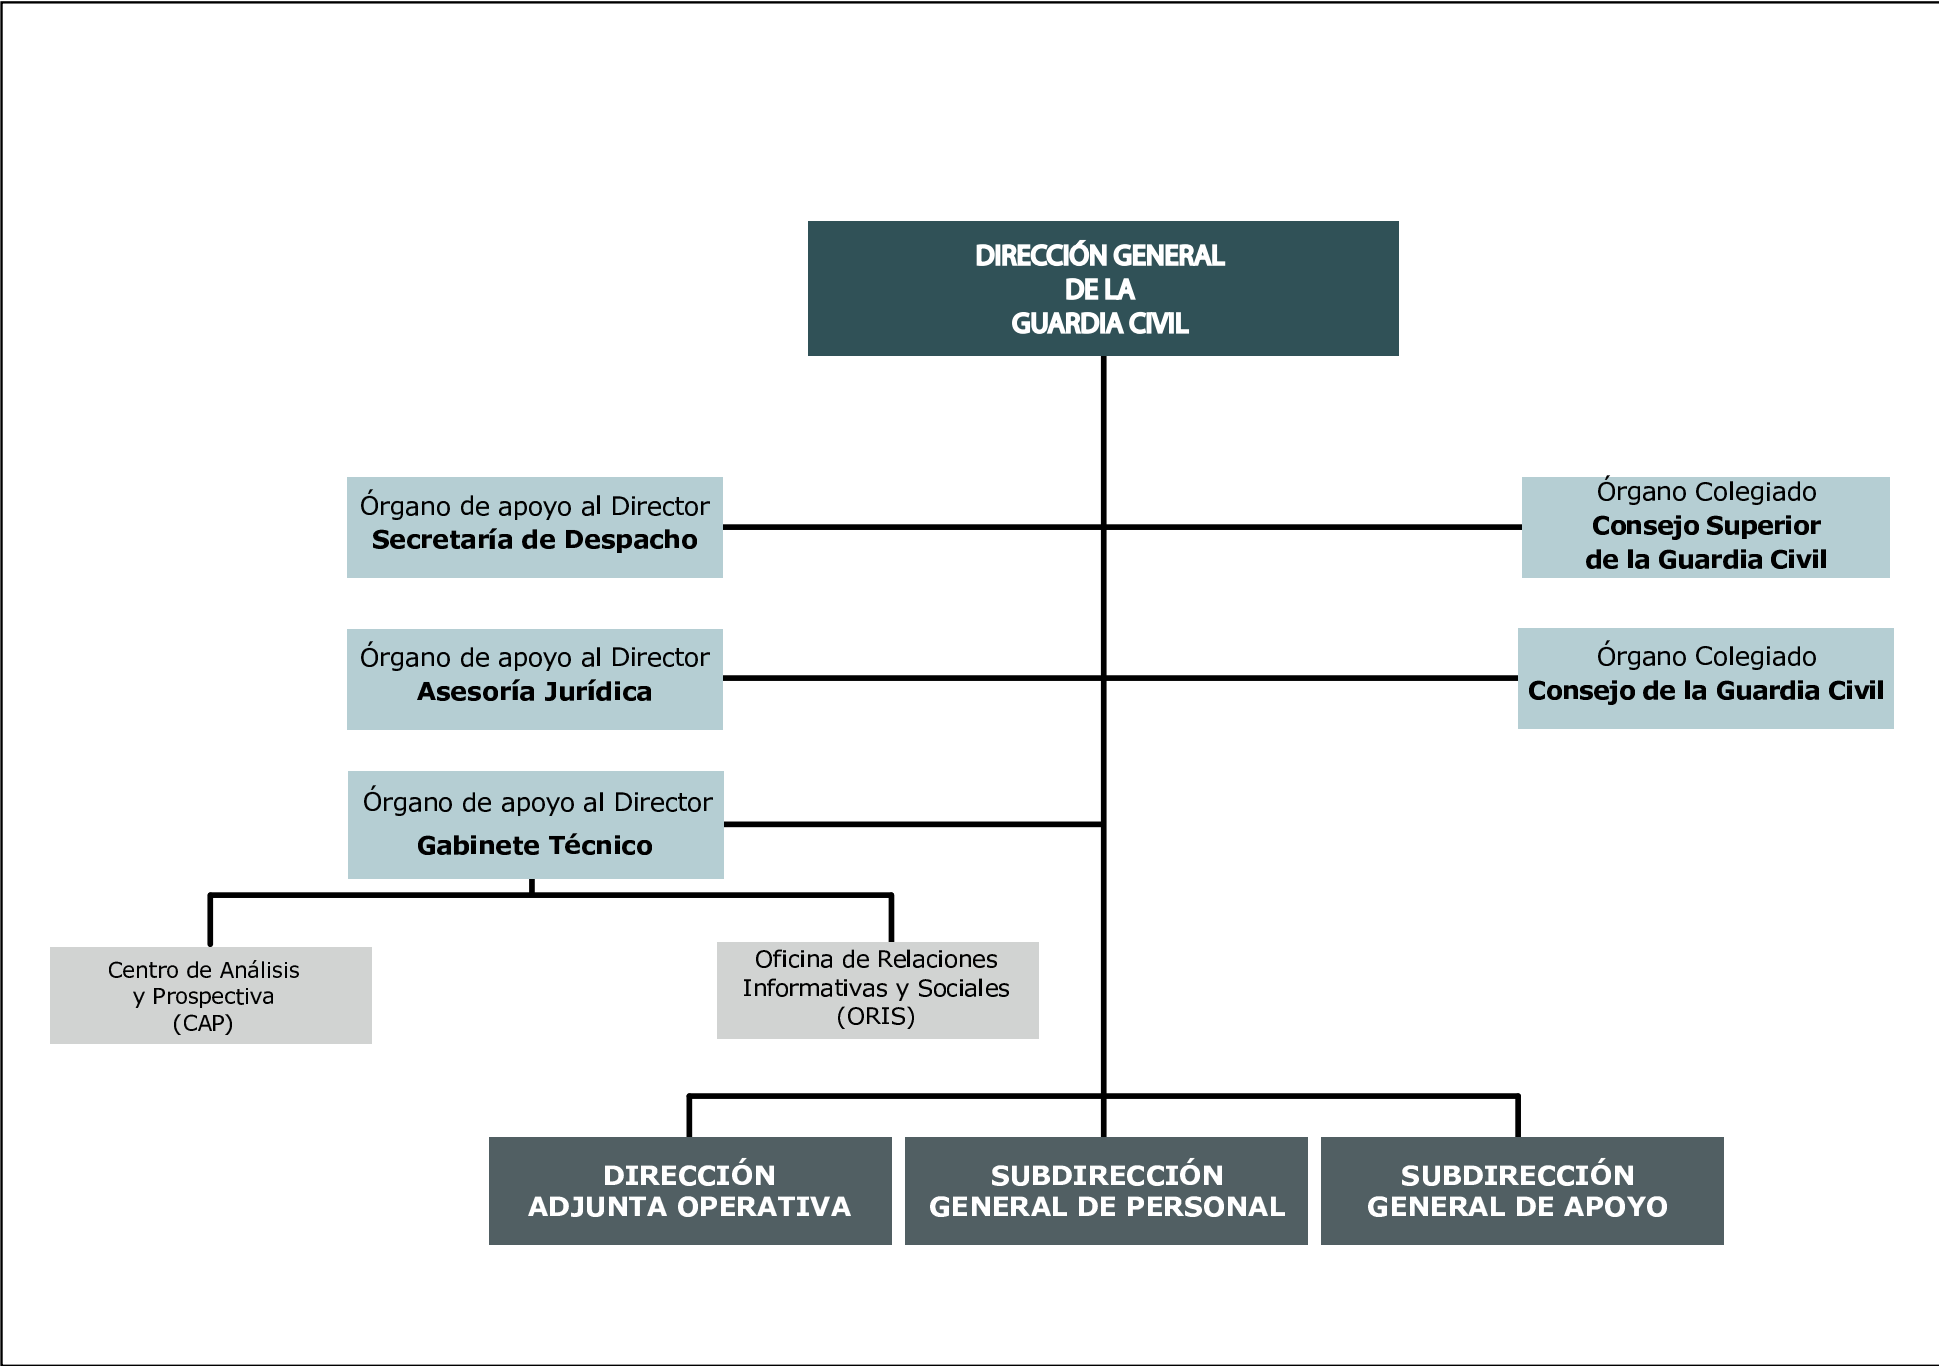 DIRECCIÓN GENERAL
DE LA
GUARDIA CIVIL
Órgano de apoyo al Director
Secretaría de Despacho
Órgano Colegiado
Consejo Superior
de la Guardia Civil
Órgano de apoyo al Director
Asesoría Jurídica
Órgano Colegiado
Consejo de la Guardia Civil
Órgano de apoyo al Director
Gabinete Técnico
Centro de Análisis
y Prospectiva
(CAP)
Oficina de Relaciones
Informativas y Sociales
(ORIS)
DIRECCIÓN
ADJUNTA OPERATIVA
SUBDIRECCIÓN
GENERAL DE PERSONAL
SUBDIRECCIÓN
GENERAL DE APOYO